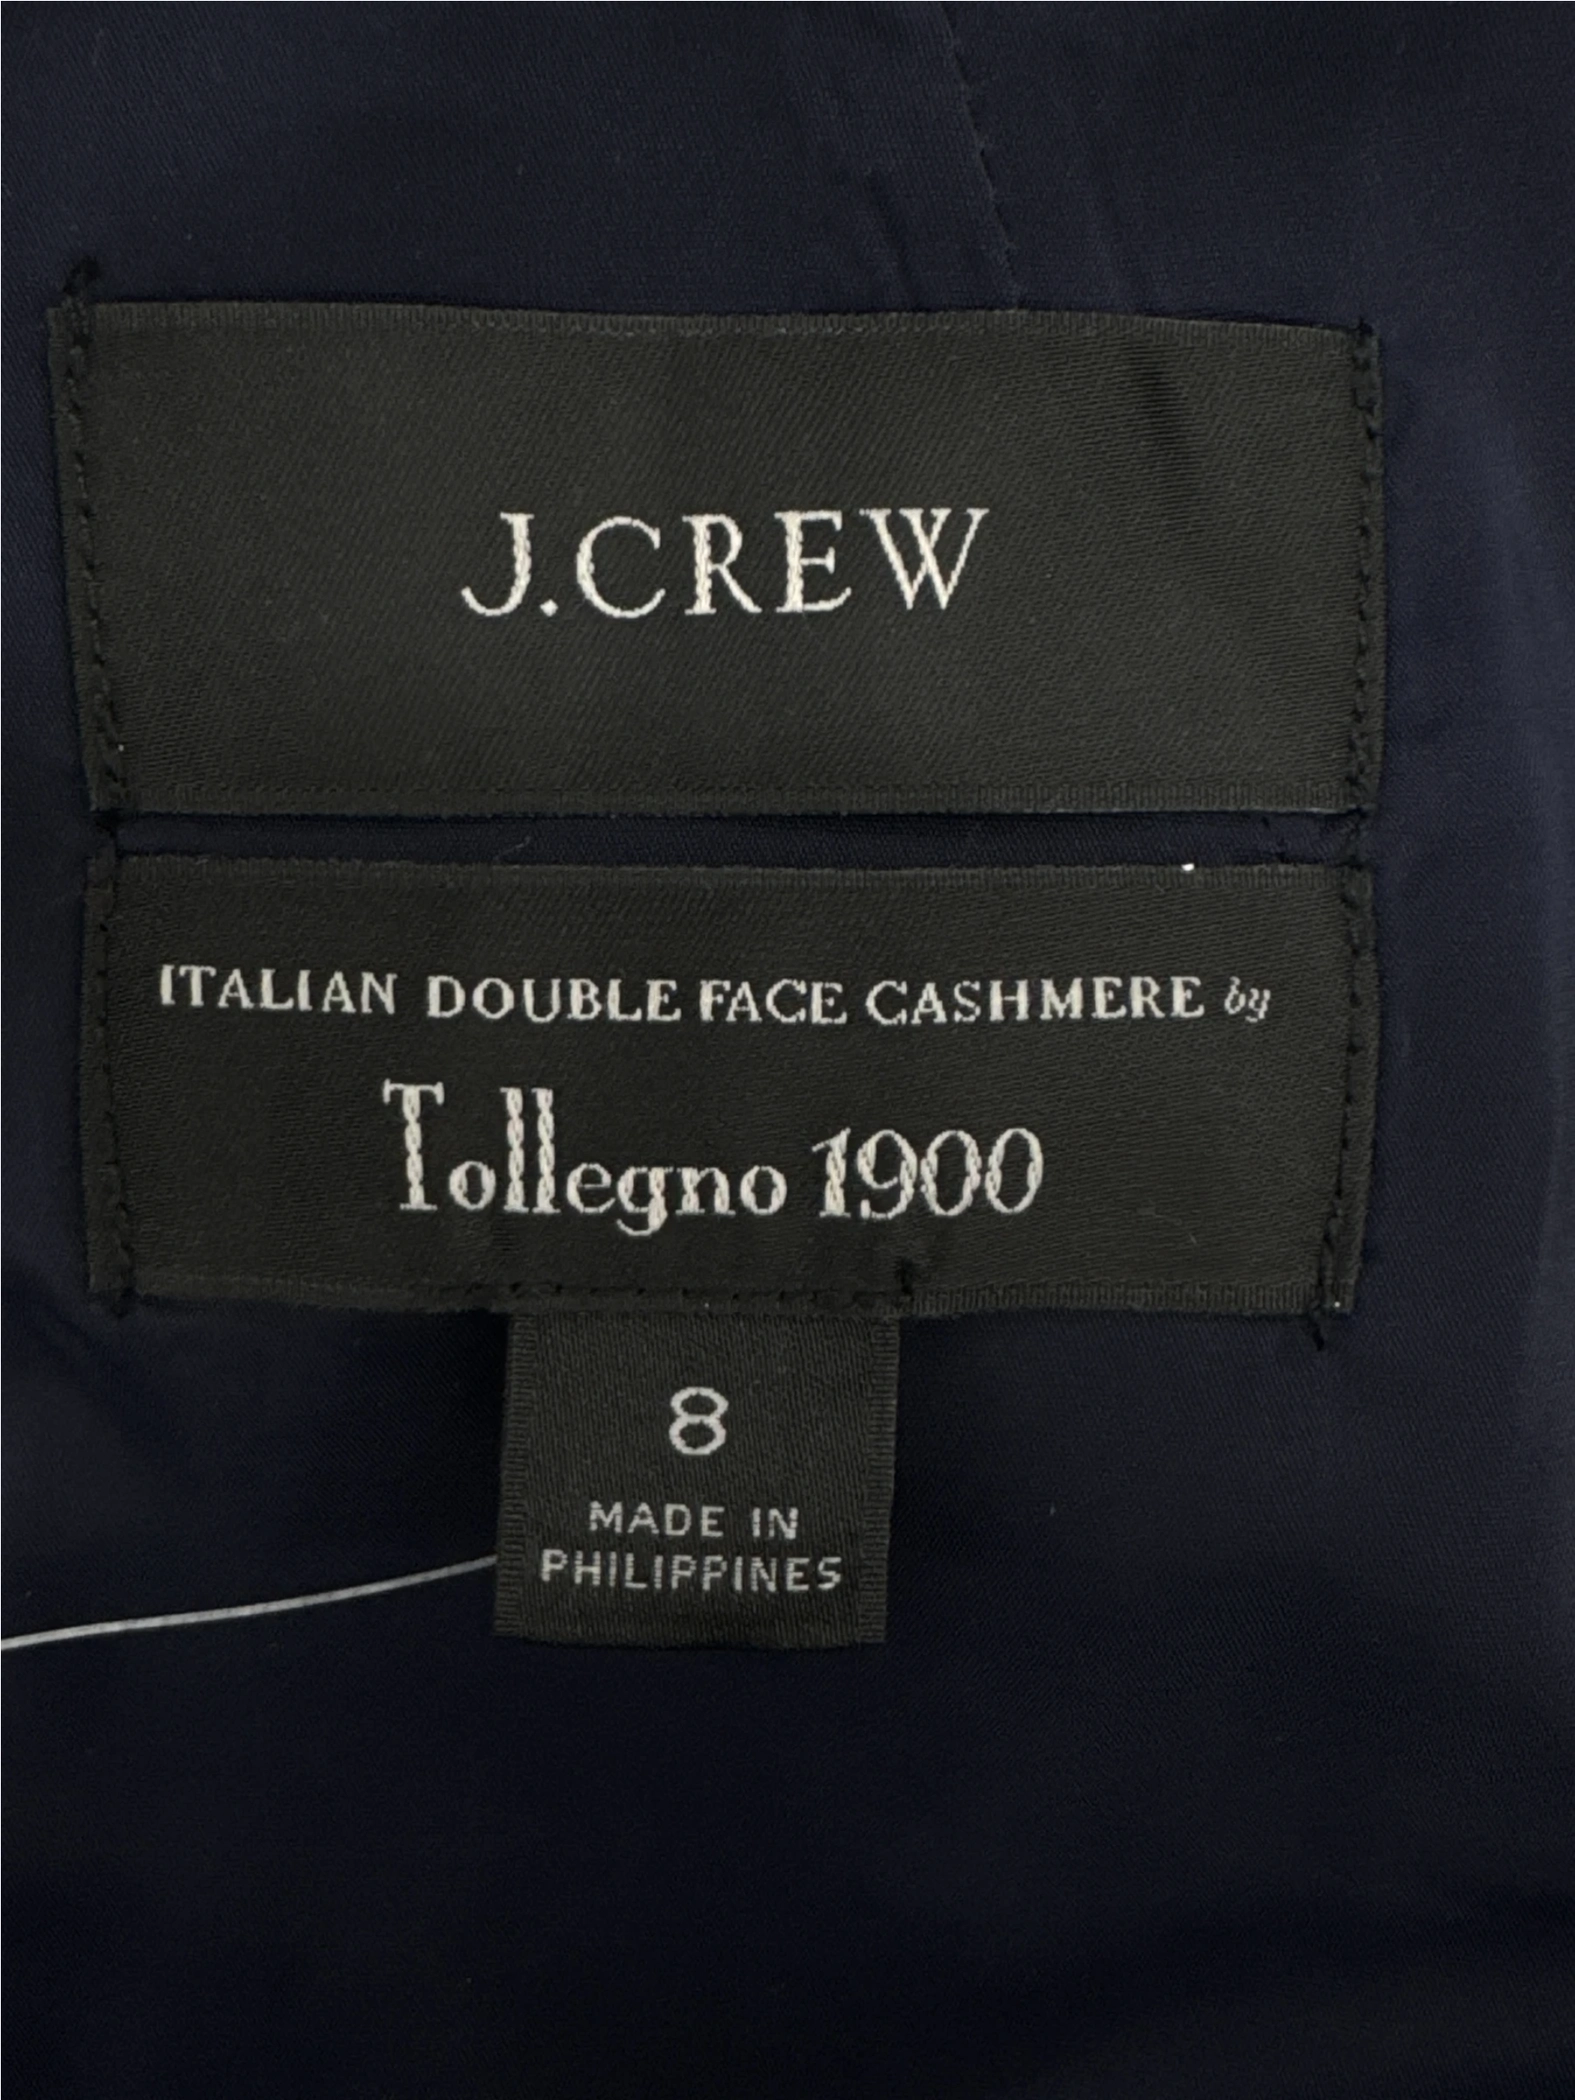 J.CREW
ITALIAN DOUBLE FACE CASHMERE by
Tollegno 1900
8
MADE IN
PHILIPPINES